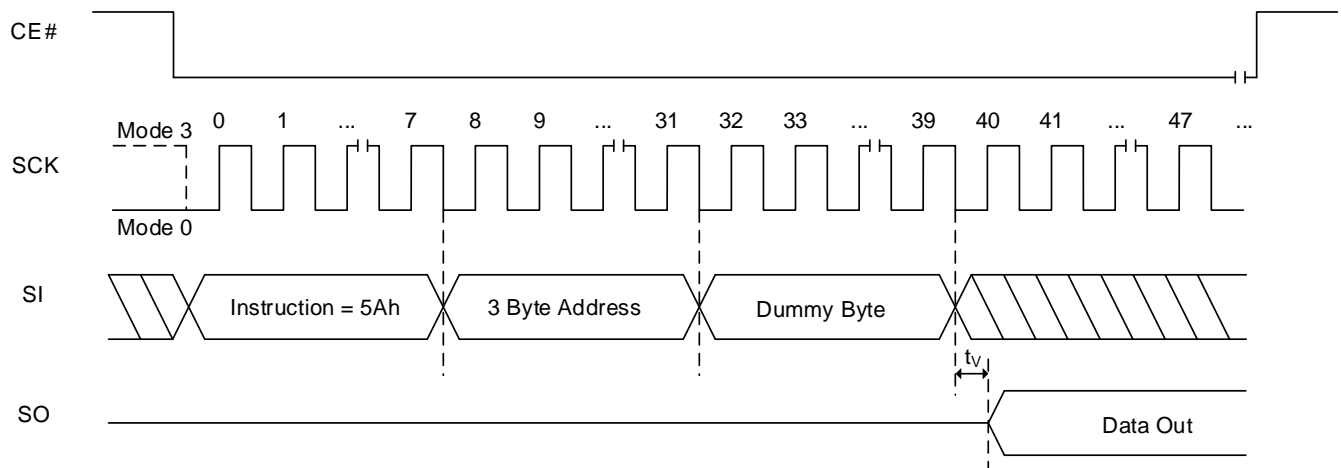 CE#
0 1 ... 7 8 9 ... 31 32 33 ... 39 40 41 ... 47 ...
Mode 3
SCK
Mode 0
SI
Instruction = 5Ah 3 Byte Address Dummy Byte
tV
SO
Data Out